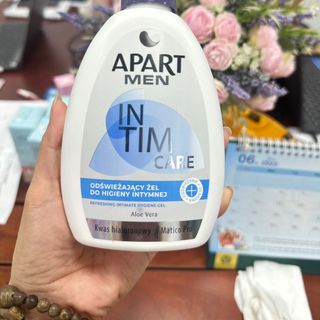 APART
MEN
IN
TIM
CARE
ODŚWIEŻAJĄCY ŻEL
DO HIGIENY INTYMNEJ
REFRESHING INTIMATE HYGIENE GEL
Aloe Vera
Kwas hialuronowy Matico Pro
06